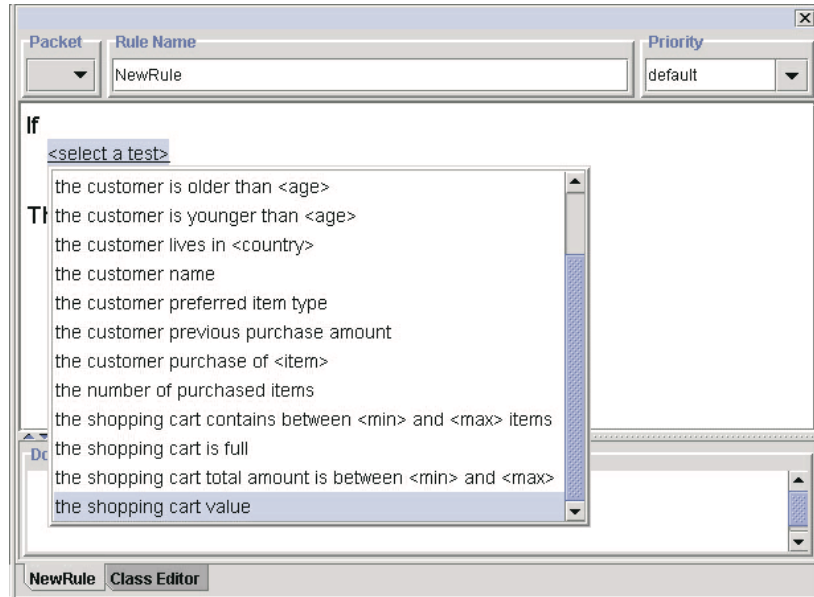 Packet Rule Name Priority
NewRule default
If
<select a test>
the customer is older than <age>
Th the customer is younger than <age>
the customer lives in <country>
the customer name
the customer preferred item type
the customer previous purchase amount
the customer purchase of <item>
the number of purchased items
the shopping cart contains between <min> and <max> items
the shopping cart is full
Do
the shopping cart total amount is between <min> and <max>
the shopping cart value
NewRule Class Editor